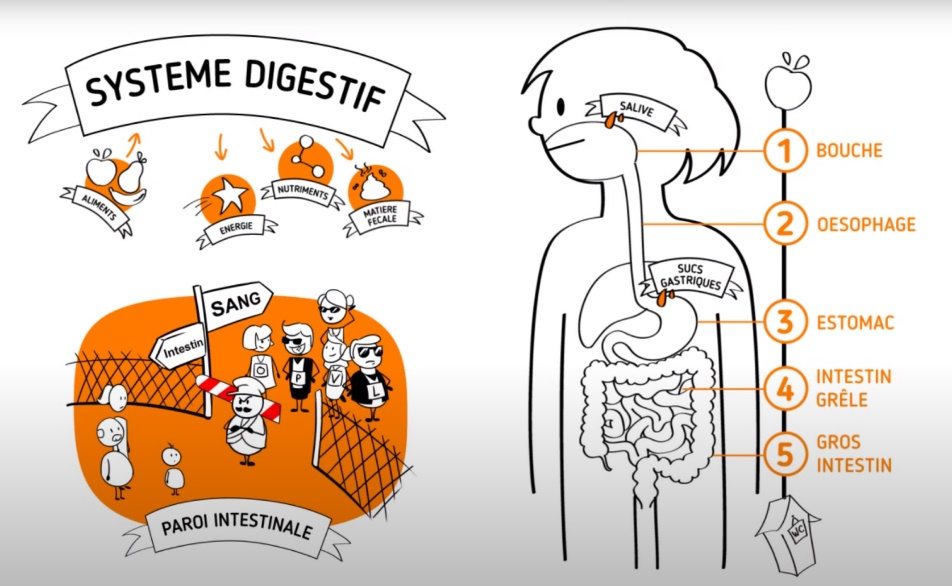 SYSTEME DIGESTIF
ALIMENTS
ENERGIE
NUTRIMENTS
MATIERE
FECALE
SANG
Intestin
O
P
V
L
M
PAROI INTESTINALE
SALIVE
SUCS
GASTRIQUES
1 BOUCHE
2 OESOPHAGE
3 ESTOMAC
4 INTESTIN
GRÊLE
5 GROS
INTESTIN
WC